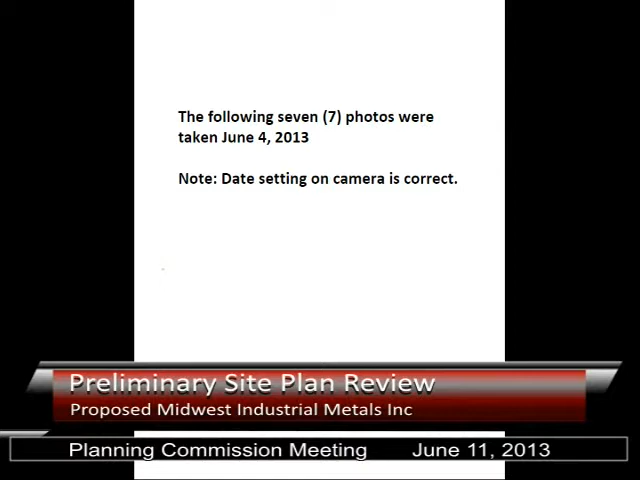 The following seven (7) photos were
taken June 4, 2013
Note: Date setting on camera is correct.
Preliminary Site Plan Review
Proposed Midwest Industrial Metals Inc
Planning Commission Meeting June 11, 2013